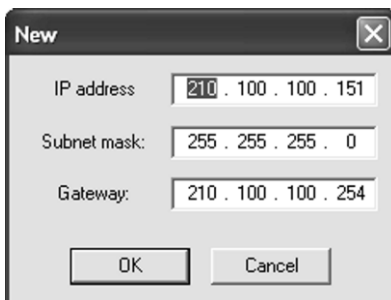 New
IP address 210 . 100 . 100 . 151
Subnet mask: 255 . 255 . 255 . 0
Gateway: 210 . 100 . 100 . 254
OK Cancel